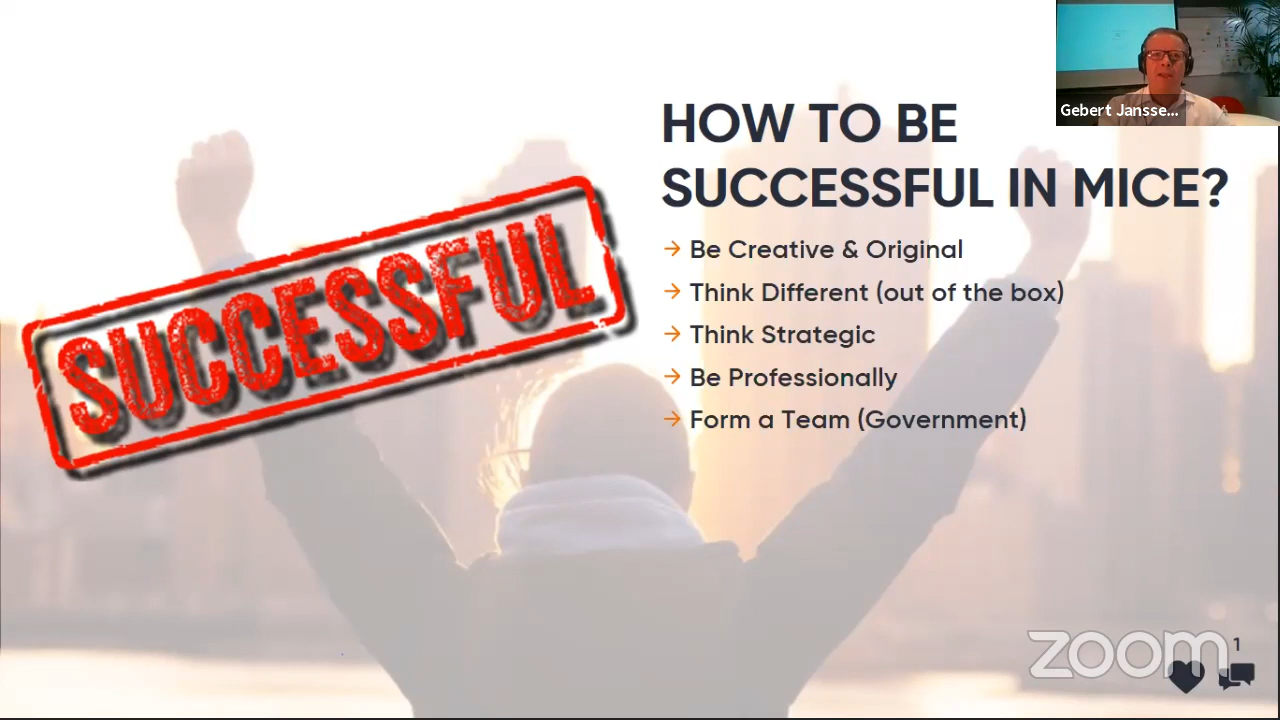 Gebert Jansse...
HOW TO BE
SUCCESSFUL IN MICE?
→ Be Creative & Original
→ Think Different (out of the box)
→ Think Strategic
→ Be Professionally
→ Form a Team (Government)
SUCCESSFUL
zoom
1